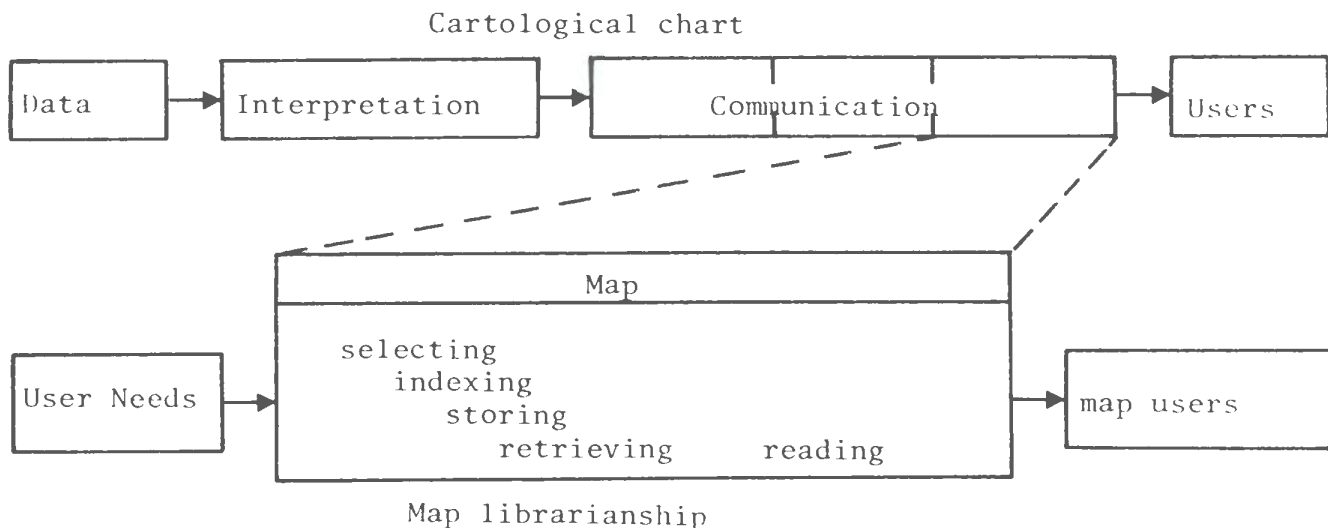 Cartological chart
Data Interpretation Communication Users
Map
selecting
indexing
User Needs storing map users
retrieving reading
Map librarianship